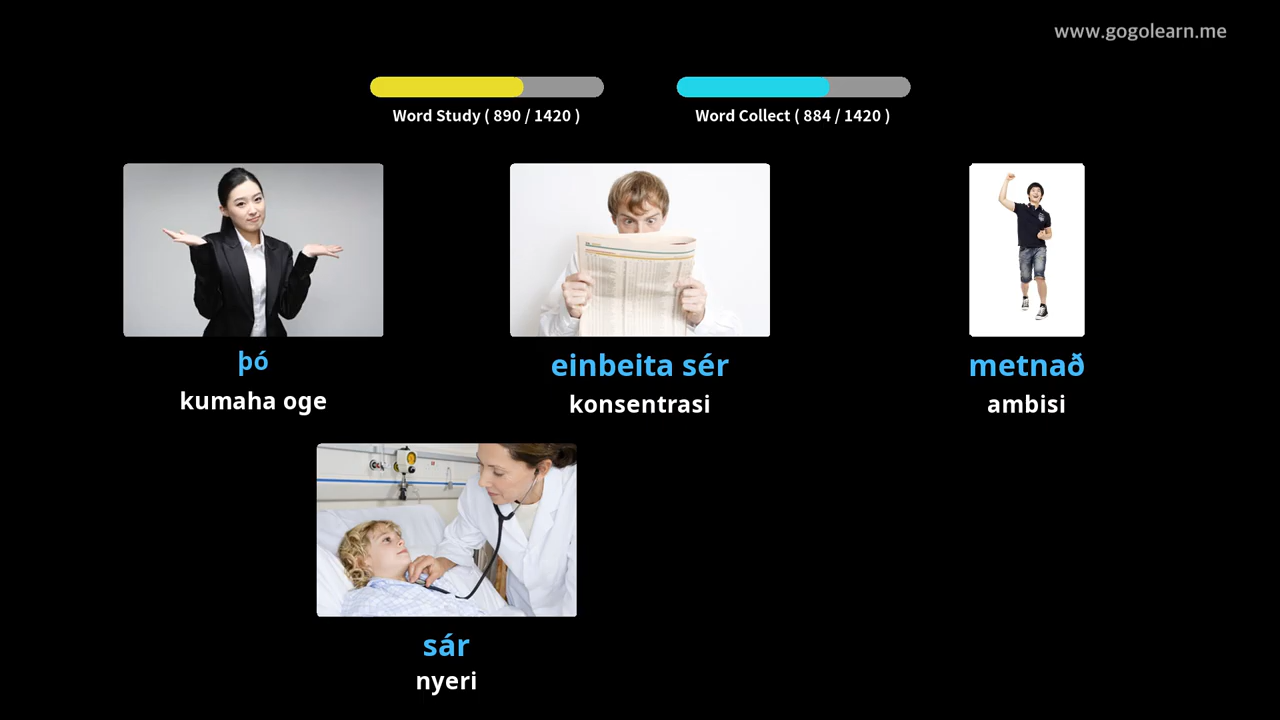 www.gogolearn.me
Word Study ( 890 / 1420 )
Word Collect ( 884 / 1420 )
þó
kumaha oge
einbeita sér
konsentrasi
metnað
ambisi
sár
nyeri